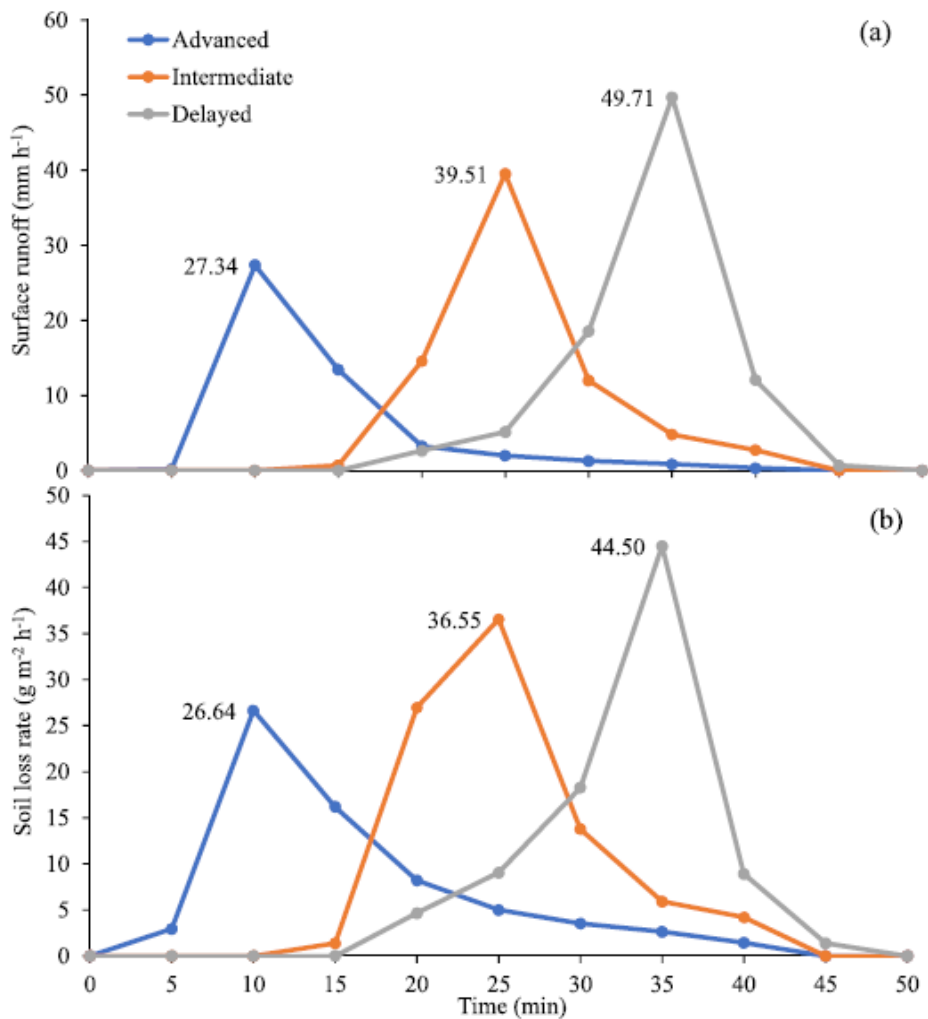 (a)
Advanced
Intermediate
Delayed
Surface runoff (mm h⁻¹)
60
50
40
30
20
10
0
27.34
39.51
49.71
(b)
Soil loss rate (g m⁻² h⁻¹)
50
45
40
35
30
25
20
15
10
5
0
26.64
36.55
44.50
0 5 10 15 20 25 30 35 40 45 50
Time (min)